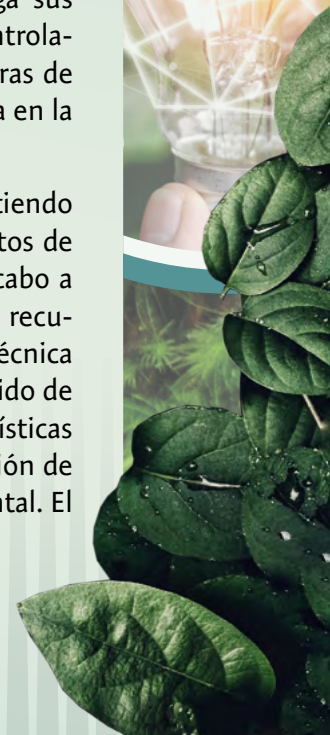 ga sus
ntrola-
ras de
a en la
tiendo
tos de
cabo a
recu-
écnica
ido de
ísticas
ión de
ntal. El